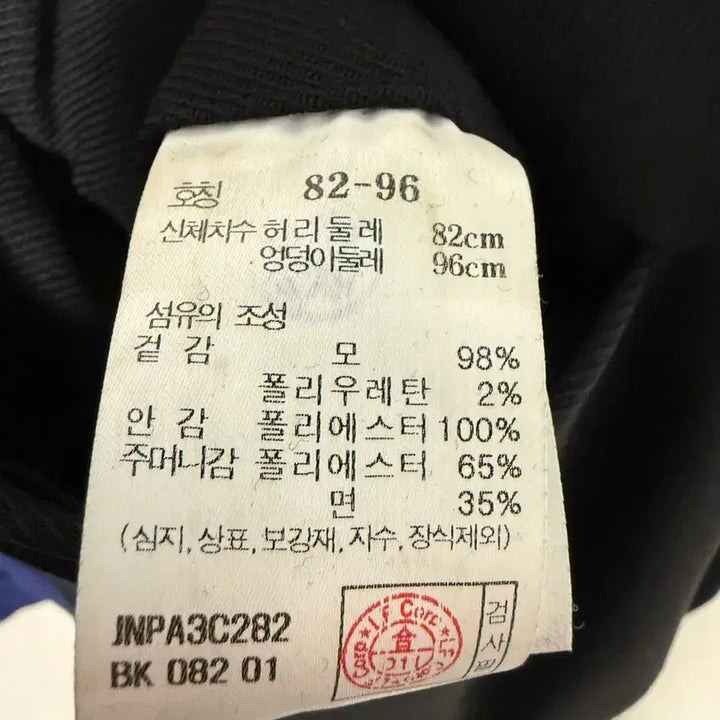 호칭 82-96
신체치수 허리둘레 82cm
엉덩이둘레 96cm
섬유의 조성
겉 감 모 98%
폴리우레탄 2%
안 감 폴리에스터 100%
주머니감 폴리에스터 65%
면 35%
(심지,상표,보강재,자수,장식제외)
JNPA3C282
BK 082 01
LF Corp
검사